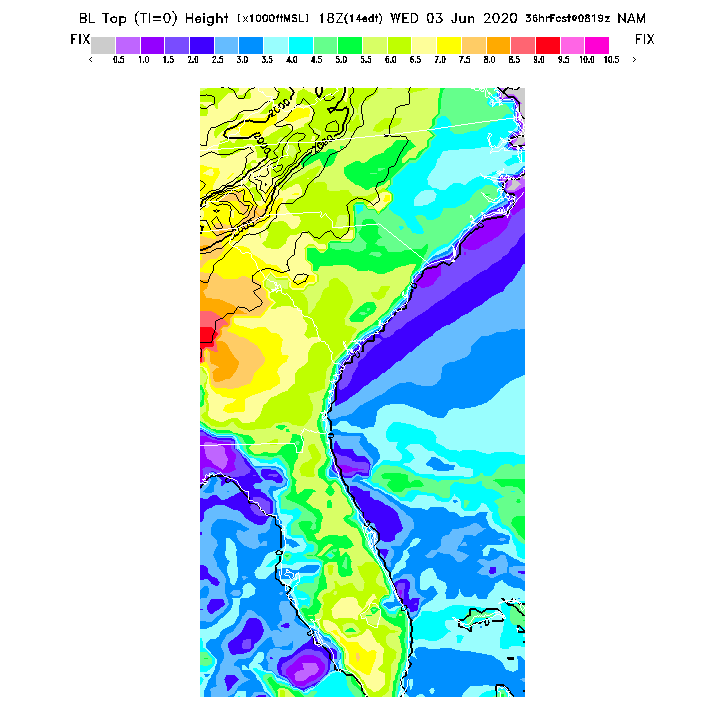 BL Top (TI=0) Height [x1000ftMSL] 18Z(14edt) WED 03 Jun 2020 36hrFcst@0819z NAM
FIX FIX
< 0.5 1.0 1.5 2.0 2.5 3.0 3.5 4.0 4.5 5.0 5.5 6.0 6.5 7.0 7.5 8.0 8.5 9.0 9.5 10.0 10.5 >
2000
2000
2000